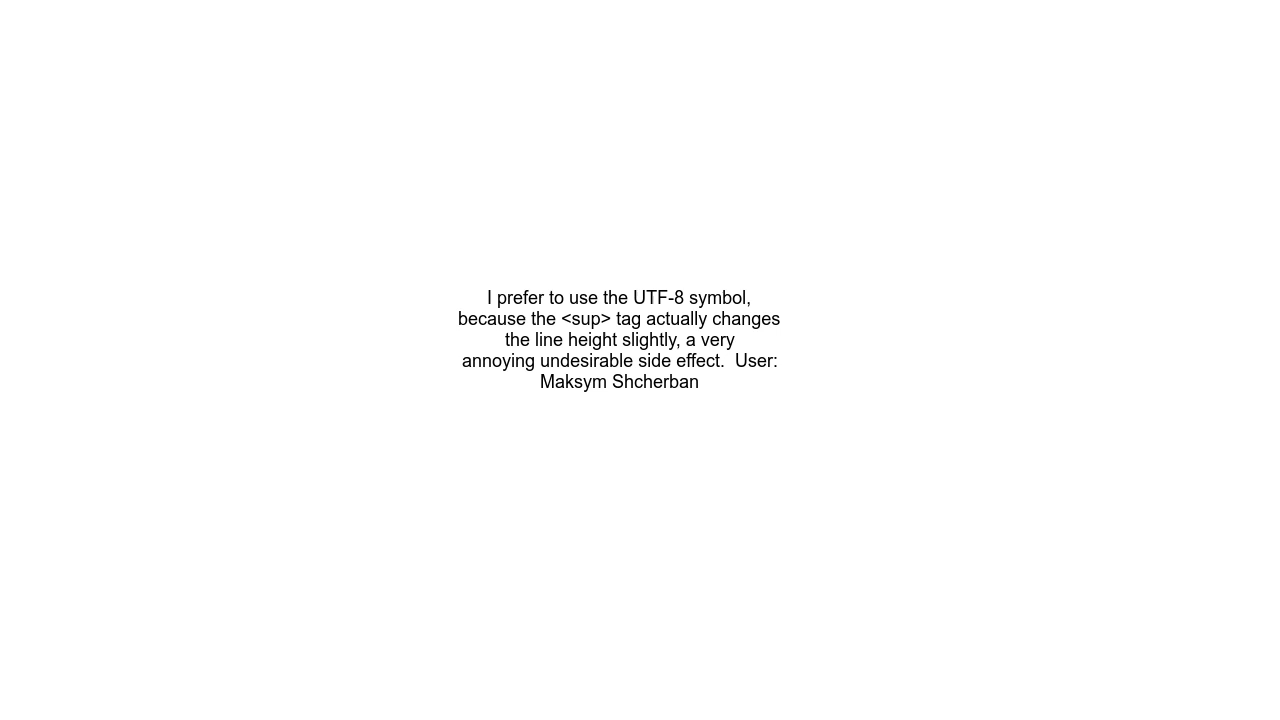 I prefer to use the UTF-8 symbol,
because the <sup> tag actually changes
the line height slightly, a very
annoying undesirable side effect.  User:
Maksym Shcherban